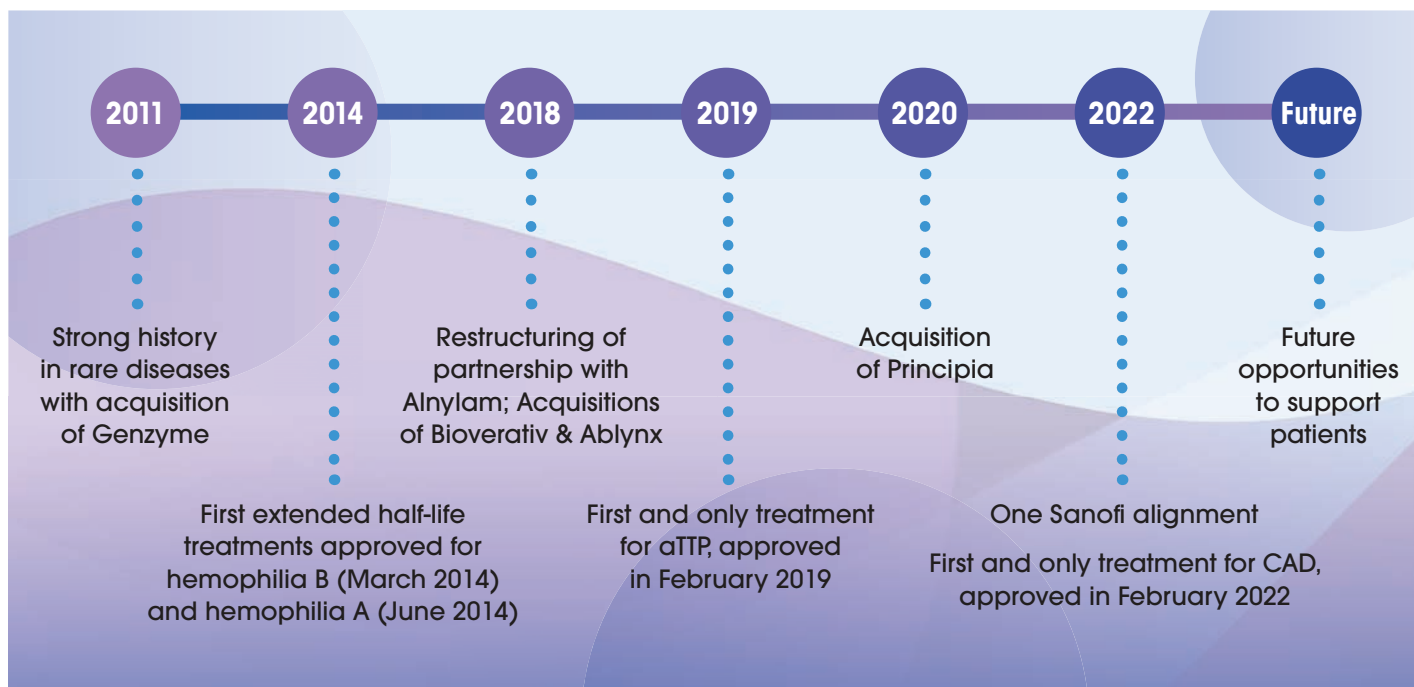 2011
2014
2018
2019
2020
2022
Future
Strong history
in rare diseases
with acquisition
of Genzyme
First extended half-life
treatments approved for
hemophilia B (March 2014)
and hemophilia A (June 2014)
Restructuring of
partnership with
Alnylam; Acquisitions
of Bioverativ & Ablynx
First and only treatment
for aTTP, approved
in February 2019
Acquisition
of Principia
One Sanofi alignment
First and only treatment for CAD,
approved in February 2022
Future
opportunities
to support
patients